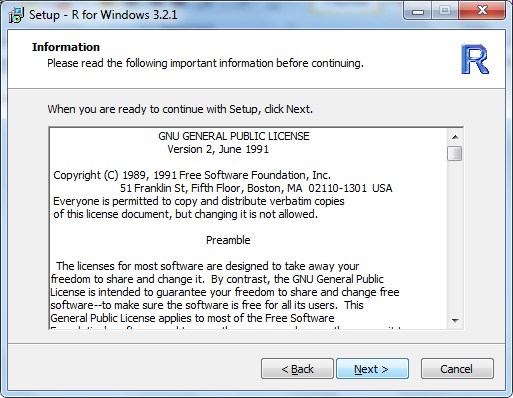 Setup - R for Windows 3.2.1
Information
Please read the following important information before continuing.
R
When you are ready to continue with Setup, click Next.
GNU GENERAL PUBLIC LICENSE
Version 2, June 1991
Copyright (C) 1989, 1991 Free Software Foundation, Inc.
51 Franklin St, Fifth Floor, Boston, MA 02110-1301 USA
Everyone is permitted to copy and distribute verbatim copies
of this license document, but changing it is not allowed.
Preamble
The licenses for most software are designed to take away your
freedom to share and change it. By contrast, the GNU General Public
License is intended to guarantee your freedom to share and change free
software--to make sure the software is free for all its users. This
General Public License applies to most of the Free Software
< Back
Next >
Cancel